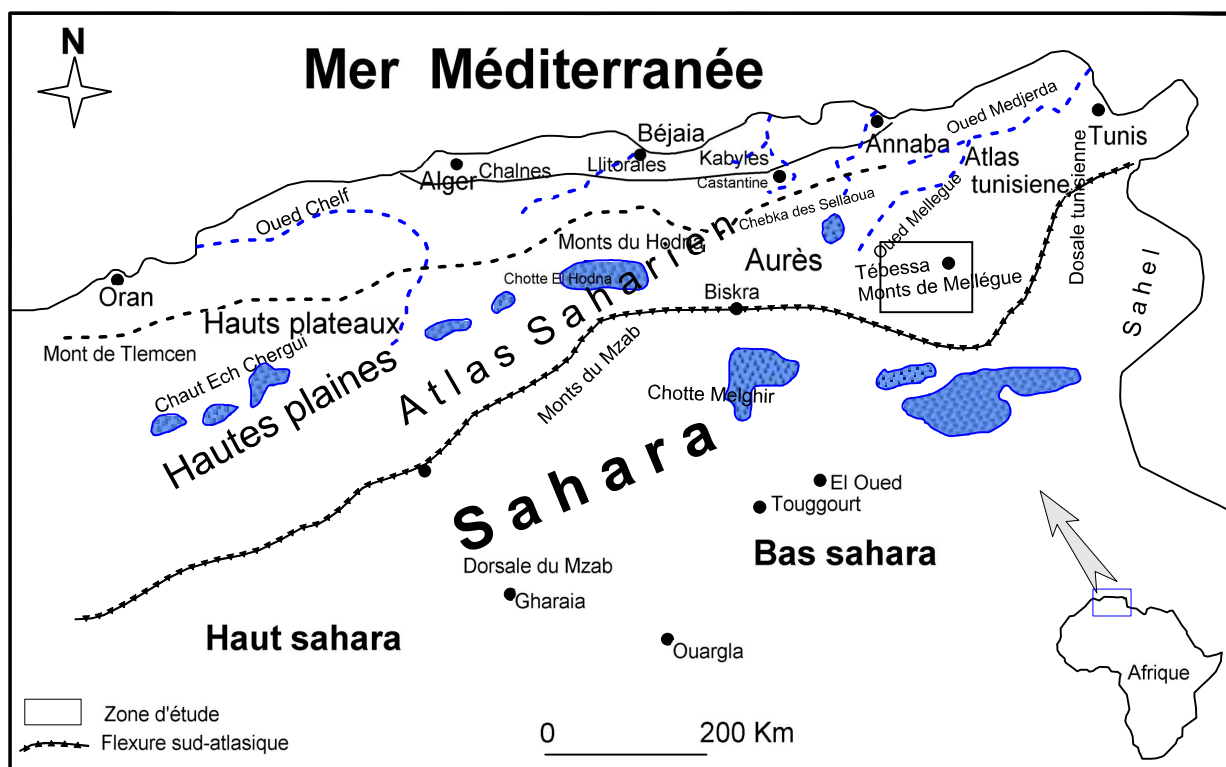 N
Mer Méditerranée
Oued Medjerda
Béjaia
Annaba
Tunis
Alger
Chalnes
Llitorales
Kabyles
Castantine
Atlas
tunisiene
Dosale tunisienne
Oued Chelf
Chebka des Sellaoua
Oued Mellegue
Monts du Hodna
Chotte El Hodna
Aurès
Tébessa
Monts de Mellégue
Sahel
Oran
Biskra
Hauts plateaux
Mont de Tlemcen
Chaut Ech Chergui
Hautes plaines
Atlas Saharien
Monts du Mzab
Chotte Melghir
Sahara
El Oued
Touggourt
Bas sahara
Dorsale du Mzab
Gharaia
Haut sahara
Ouargla
Afrique
Zone d'étude
Flexure sud-atlasique
0 200 Km